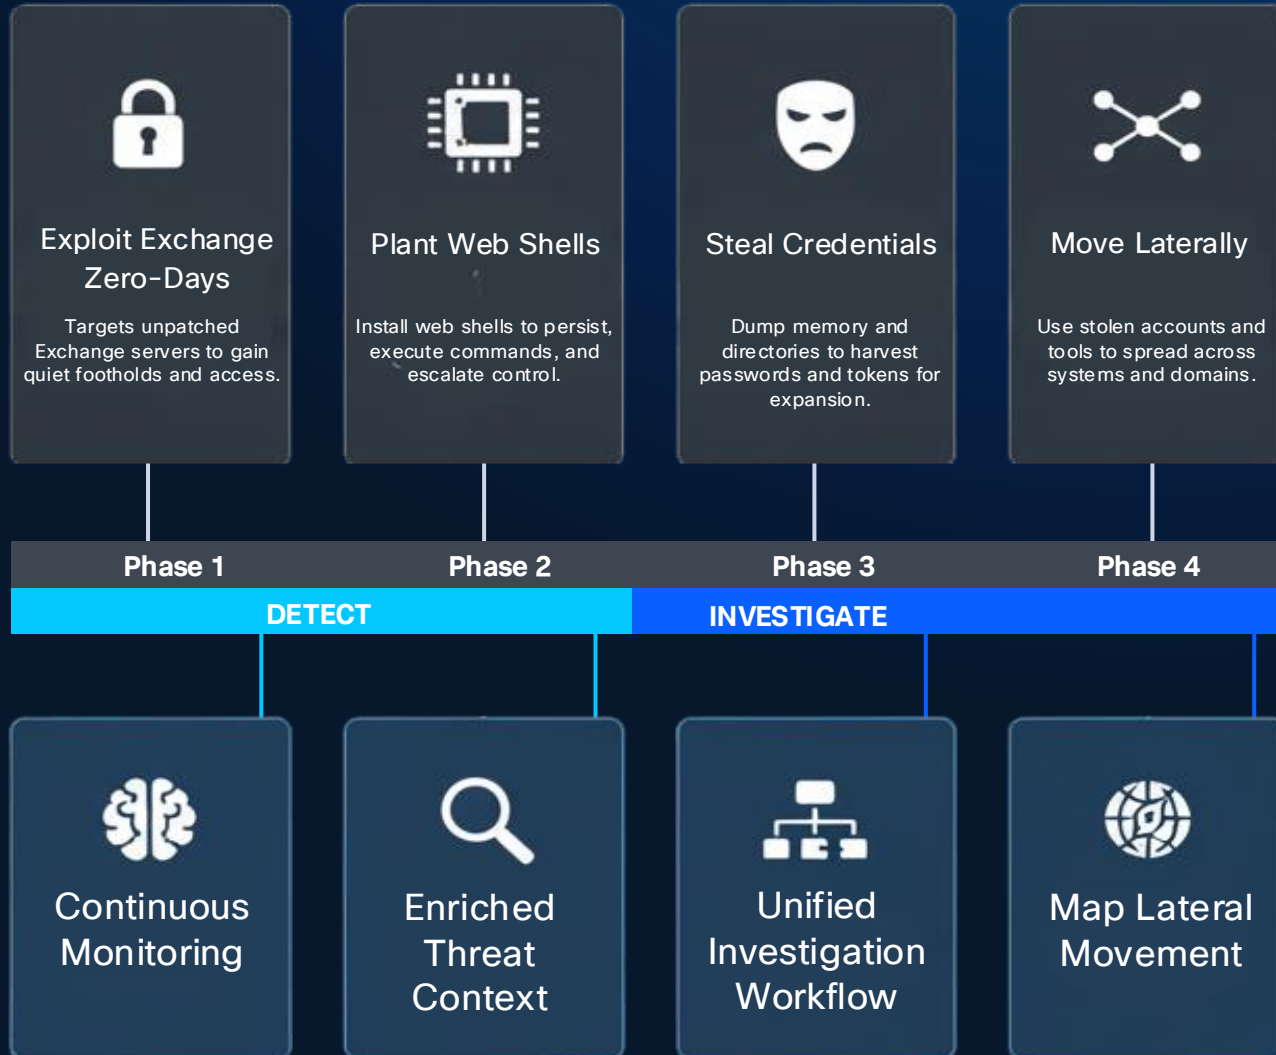 Exploit Exchange
Zero-Days
Targets unpatched
Exchange servers to gain
quiet footholds and access.
Plant Web Shells
Install web shells to persist,
execute commands, and
escalate control.
Steal Credentials
Dump memory and
directories to harvest
passwords and tokens for
expansion.
Move Laterally
Use stolen accounts and
tools to spread across
systems and domains.
Phase 1
Phase 2
Phase 3
Phase 4
DETECT
INVESTIGATE
Continuous
Monitoring
Enriched
Threat
Context
Unified
Investigation
Workflow
Map Lateral
Movement